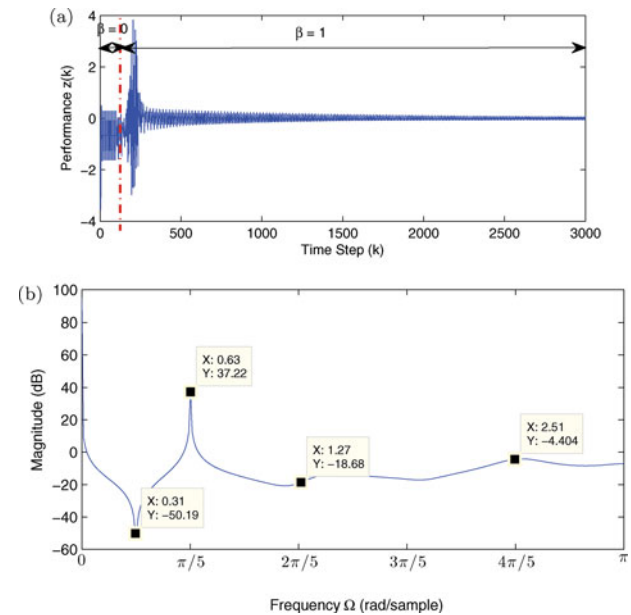 (a)
β = 0
β = 1
4
2
0
−2
−4
Performance z(k)
0
500
1000
1500
2000
2500
3000
Time Step (k)
(b)
100
80
60
40
20
0
−20
−40
−60
Magnitude (dB)
X: 0.63
Y: 37.22
X: 1.27
Y: −18.68
X: 2.51
Y: −4.404
X: 0.31
Y: −50.19
0
π/5
2π/5
3π/5
4π/5
π
Frequency Ω (rad/sample)